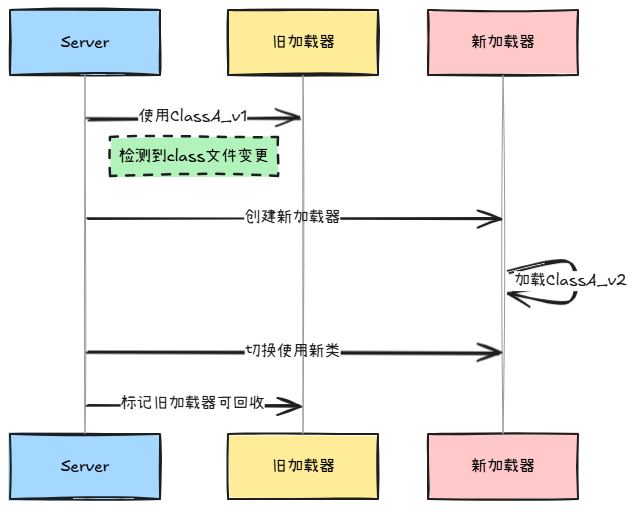 Server
旧加载器
新加载器
使用ClassA_v1
检测到class文件变更
创建新加载器
加载ClassA_v2
切换使用新类
标记旧加载器可回收
Server
旧加载器
新加载器